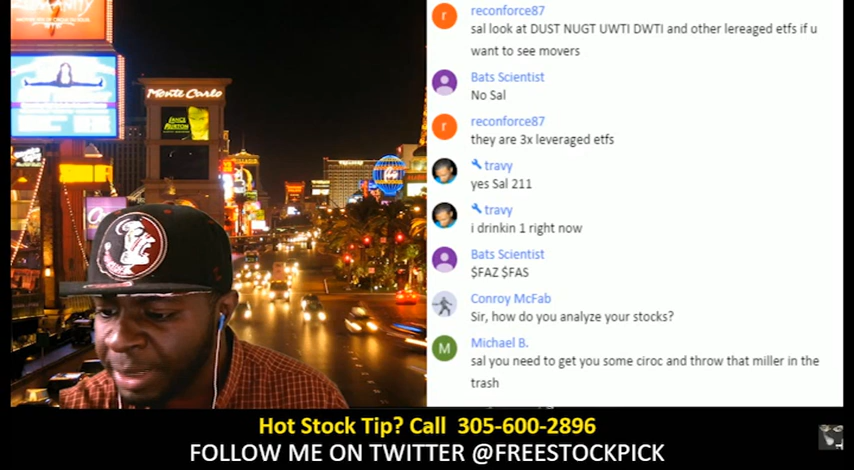 HUMANITY
Monte Carlo
LANCE
BURTON
reconforce87
sal look at DUST NUGT UWTI DWTI and other lereaged etfs if u
want to see movers
Bats Scientist
No Sal
reconforce87
they are 3x leveraged etfs
travy
yes Sal 211
travy
i drinkin 1 right now
Bats Scientist
$FAZ $FAS
Conroy McFab
Sir, how do you analyze your stocks?
Michael B.
sal you need to get you some ciroc and throw that miller in the
trash
Hot Stock Tip? Call 305-600-2896
FOLLOW ME ON TWITTER @FREESTOCKPICK